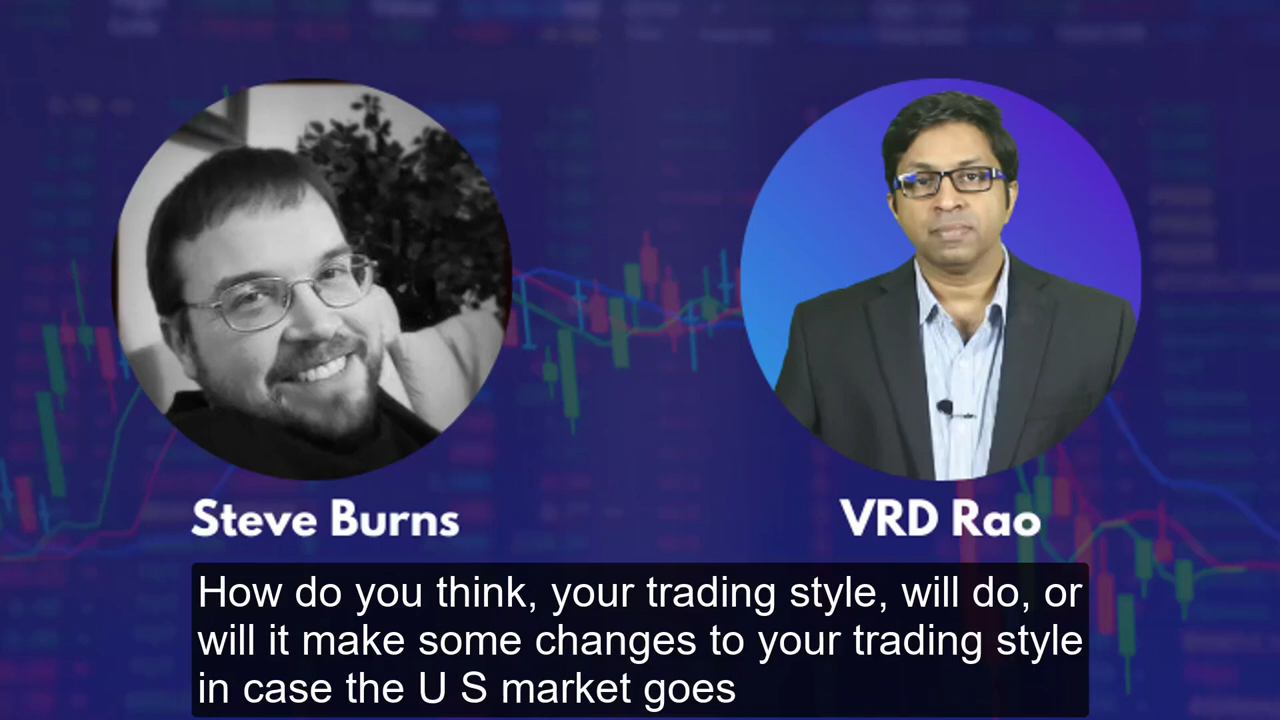 Steve Burns
VRD Rao
How do you think, your trading style, will do, or
will it make some changes to your trading style
in case the U S market goes